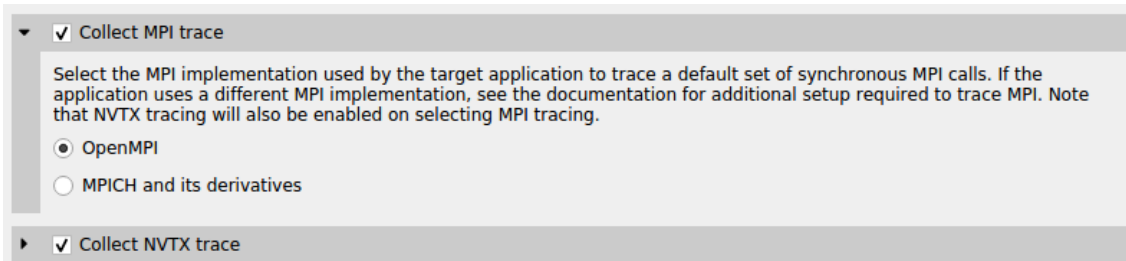 Collect MPI trace
Select the MPI implementation used by the target application to trace a default set of synchronous MPI calls. If the
application uses a different MPI implementation, see the documentation for additional setup required to trace MPI. Note
that NVTX tracing will also be enabled on selecting MPI tracing.
OpenMPI
MPICH and its derivatives
Collect NVTX trace